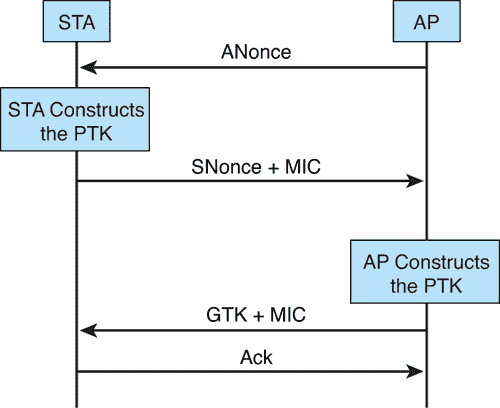 STA
AP
ANonce
STA Constructs
the PTK
SNonce + MIC
AP Constructs
the PTK
GTK + MIC
Ack